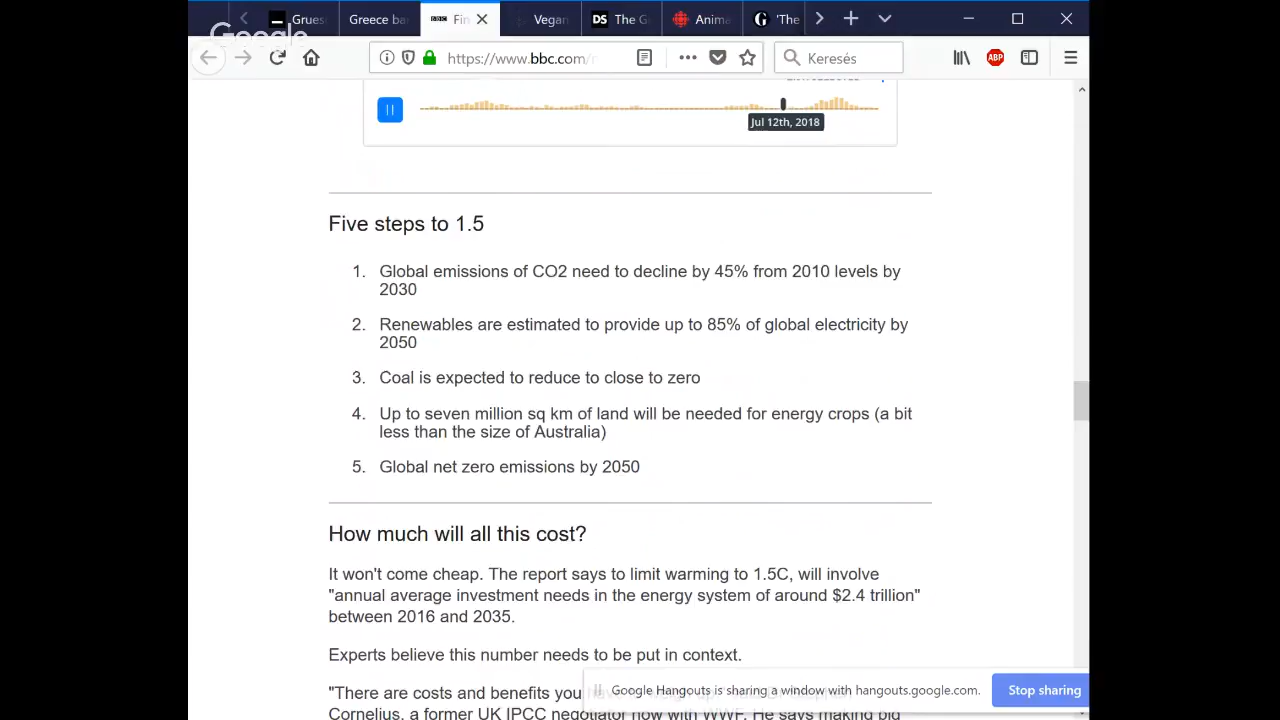 Grues
Greece ba
BBC
Fin
Vegan
DS
The G
Anima
G
'The
Google
https://www.bbc.com/
Keresés
ABP
Jul 12th, 2018
Five steps to 1.5
1. Global emissions of CO2 need to decline by 45% from 2010 levels by
2030
2. Renewables are estimated to provide up to 85% of global electricity by
2050
3. Coal is expected to reduce to close to zero
4. Up to seven million sq km of land will be needed for energy crops (a bit
less than the size of Australia)
5. Global net zero emissions by 2050
How much will all this cost?
It won't come cheap. The report says to limit warming to 1.5C, will involve
"annual average investment needs in the energy system of around $2.4 trillion"
between 2016 and 2035.
Experts believe this number needs to be put in context.
"There are costs and benefits you
Google Hangouts is sharing a window with hangouts.google.com.
Stop sharing
Cornelius, a former UK IPCC negotiator now with WWF. He says making big